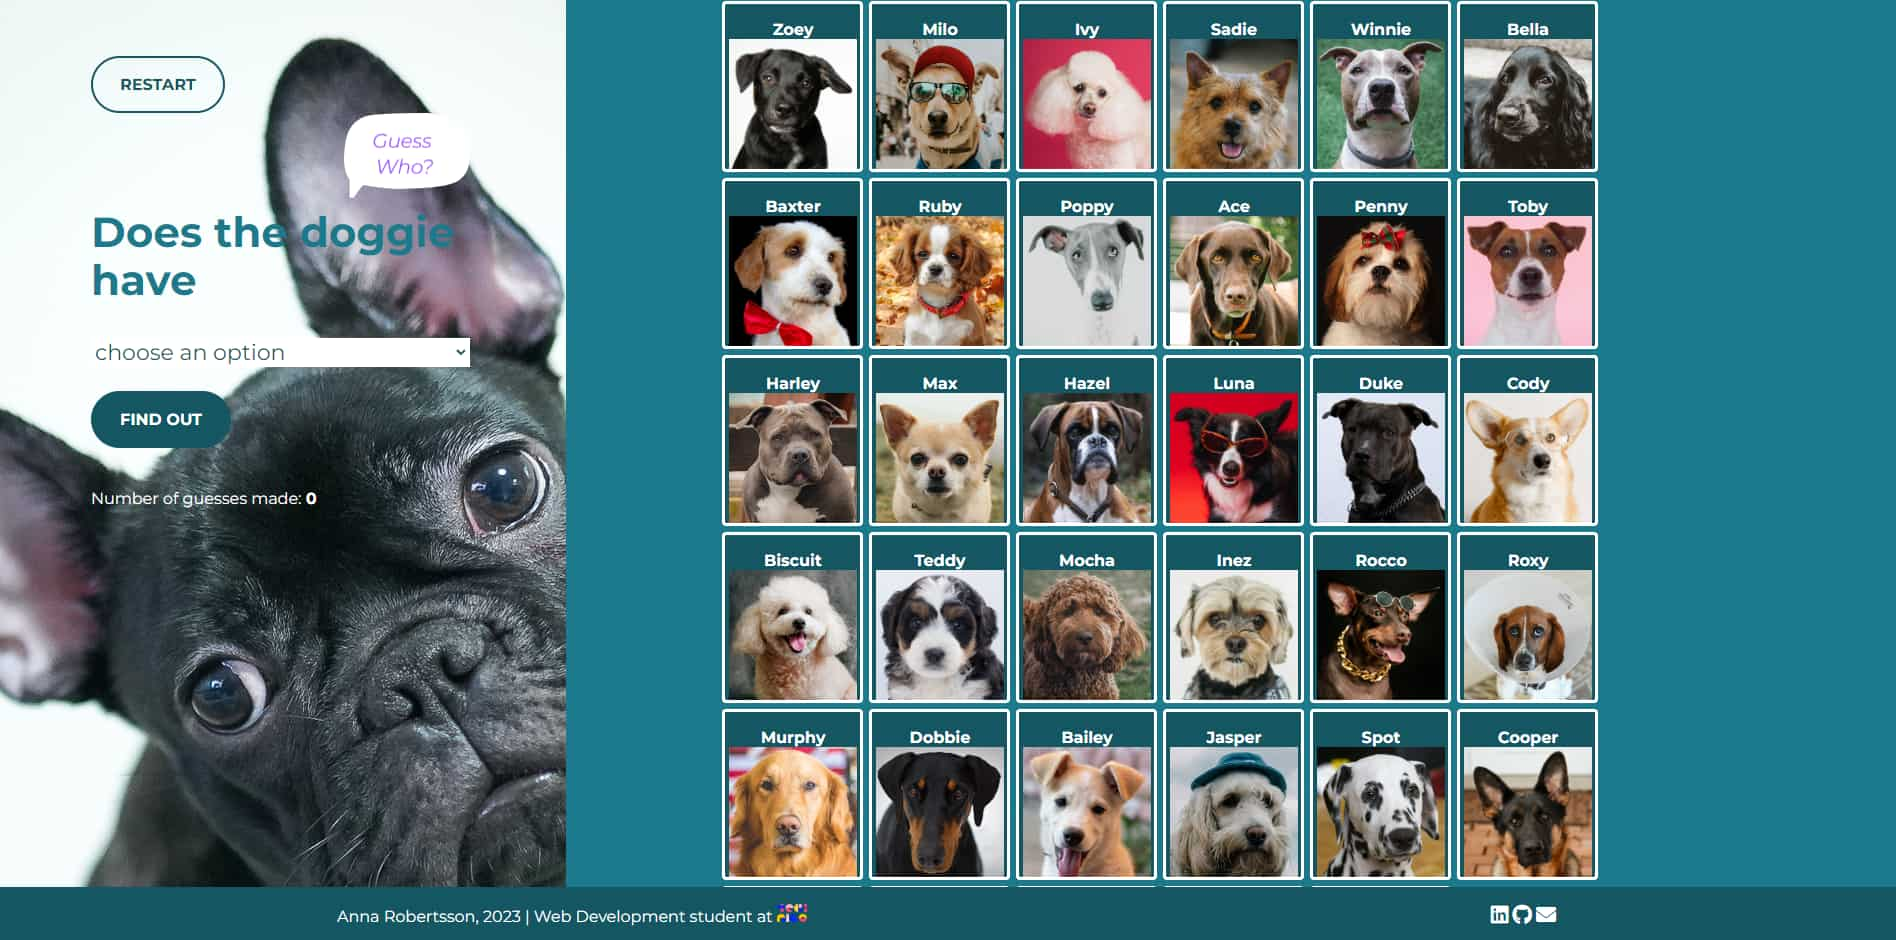 RESTART
Guess
Who?
Does the doggie
have
choose an option
FIND OUT
Number of guesses made: 0
Zoey
Milo
Ivy
Sadie
Winnie
Bella
Baxter
Ruby
Poppy
Ace
Penny
Toby
Harley
Max
Hazel
Luna
Duke
Cody
Biscuit
Teddy
Mocha
Inez
Rocco
Roxy
Murphy
Dobbie
Bailey
Jasper
Spot
Cooper
Anna Robertsson, 2023 | Web Development student at